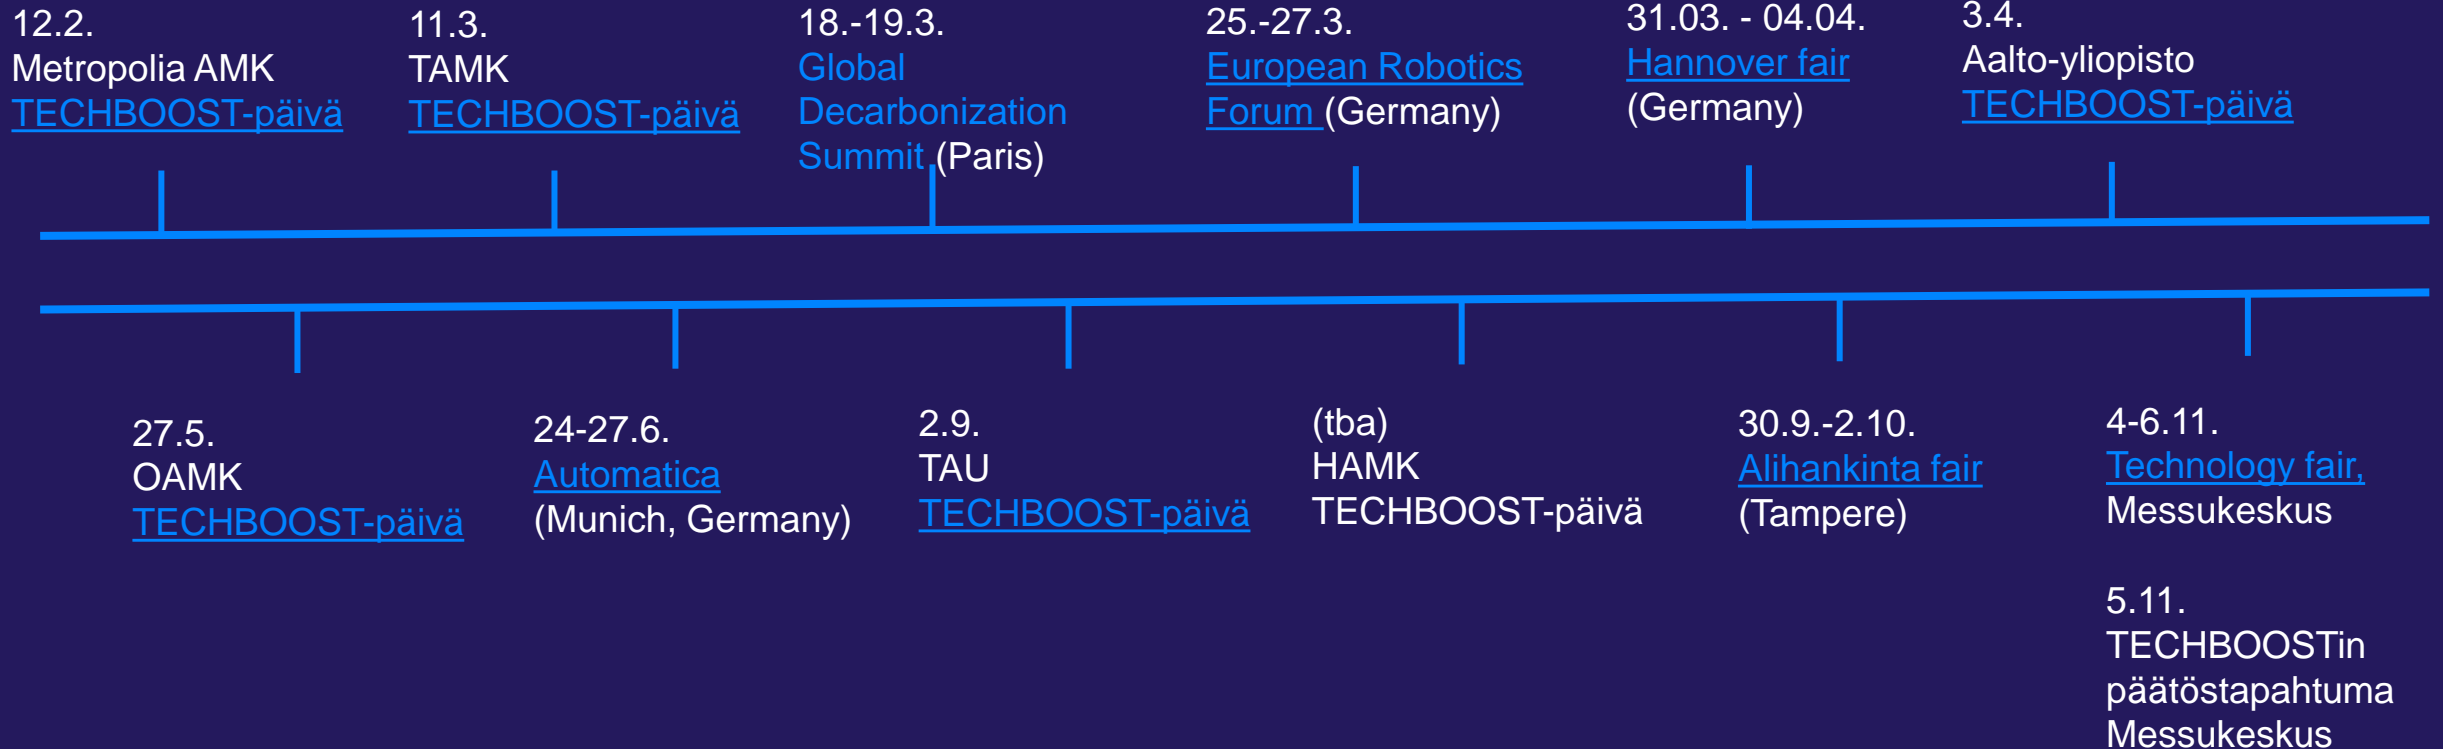 12.2.
Metropolia AMK
TECHBOOST-päivä
11.3.
TAMK
TECHBOOST-päivä
18.-19.3.
Global
Decarbonization
Summit (Paris)
25.-27.3.
European Robotics
Forum (Germany)
31.03. - 04.04.
Hannover fair
(Germany)
3.4.
Aalto-yliopisto
TECHBOOST-päivä
27.5.
OAMK
TECHBOOST-päivä
24-27.6.
Automatica
(Munich, Germany)
2.9.
TAU
TECHBOOST-päivä
(tba)
HAMK
TECHBOOST-päivä
30.9.-2.10.
Alihankinta fair
(Tampere)
4-6.11.
Technology fair,
Messukeskus
5.11.
TECHBOOSTin
päätöstapahtuma
Messukeskus